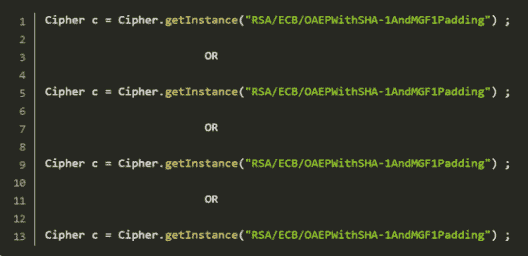 1 Cipher c = Cipher.getInstance("RSA/ECB/OAEPWithSHA-1AndMGF1Padding") ;
2
3 OR
4
5 Cipher c = Cipher.getInstance("RSA/ECB/OAEPWithSHA-1AndMGF1Padding") ;
6
7 OR
8
9 Cipher c = Cipher.getInstance("RSA/ECB/OAEPWithSHA-1AndMGF1Padding") ;
10
11 OR
12
13 Cipher c = Cipher.getInstance("RSA/ECB/OAEPWithSHA-1AndMGF1Padding") ;